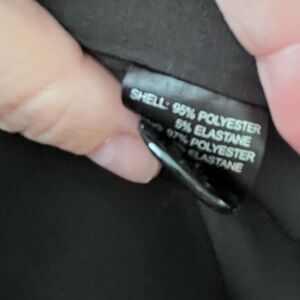 SHELL: 95% POLYESTER
5% ELASTANE
97% POLYESTER
ELASTANE